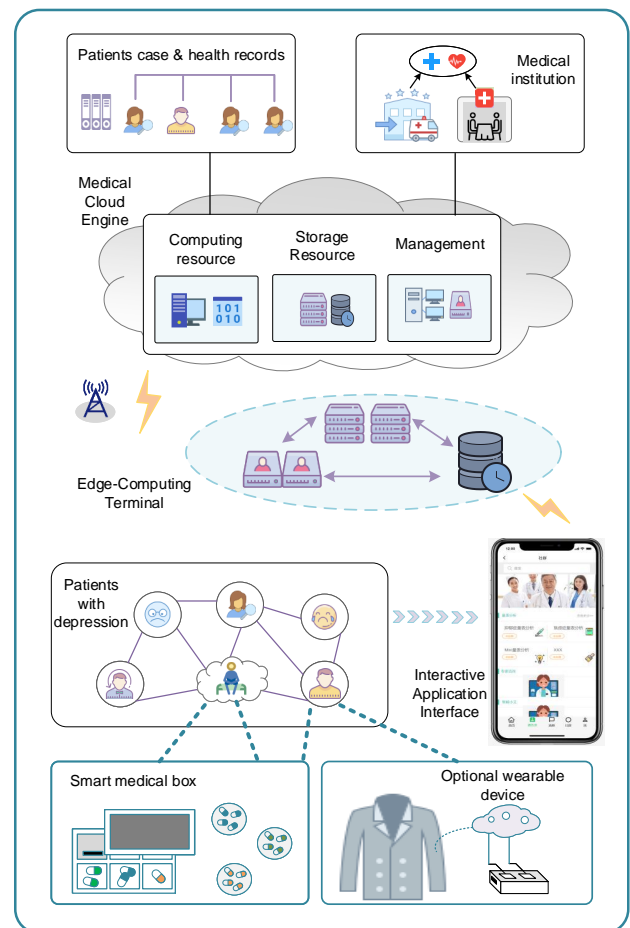 Patients case & health records
Medical
institution
Medical
Cloud
Engine
Computing
resource
Storage
Resource
Management
101
010
Edge-Computing
Terminal
Patients
with
depression
Interactive
Application
Interface
Smart medical box
Optional wearable
device